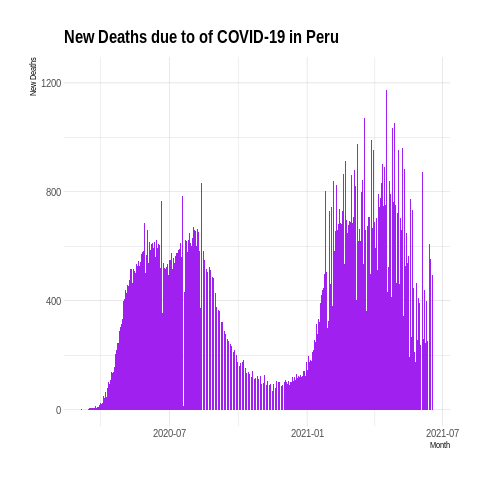 New Deaths due to of COVID-19 in Peru
New Deaths
1200
800
400
0
2020-07
2021-01
2021-07
Month